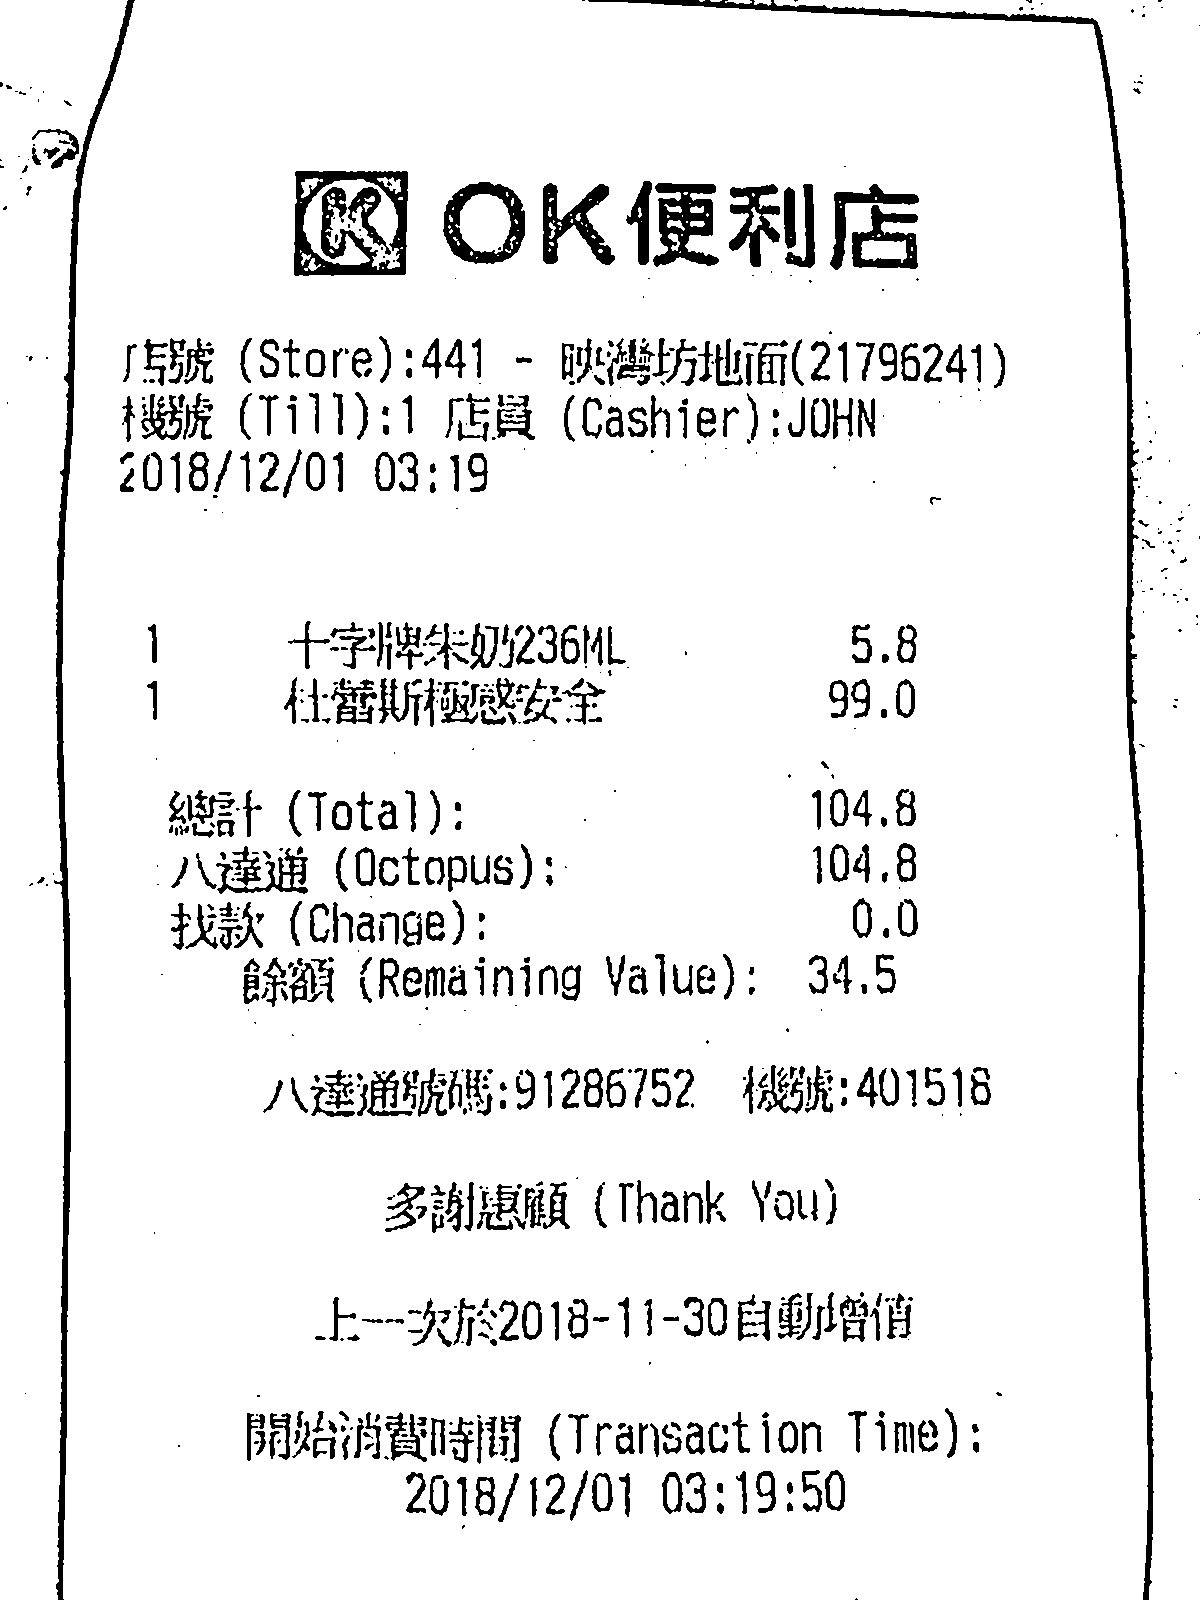 K OK便利店
店號 (Store):441 - 映灣坊地面(21796241)
機號 (Till):1 店員 (Cashier):JOHN
2018/12/01 03:19
1 十字牌朱奶236ML 5.8
1 杜蕾斯極感安全 99.0
總計 (Total): 104.8
八達通 (Octopus): 104.8
找款 (Change): 0.0
餘額 (Remaining Value): 34.5
八達通號碼:91286752 機號:401518
多謝惠顧 (Thank You)
上一次於2018-11-30自動增值
開始消費時間 (Transaction Time):
2018/12/01 03:19:50